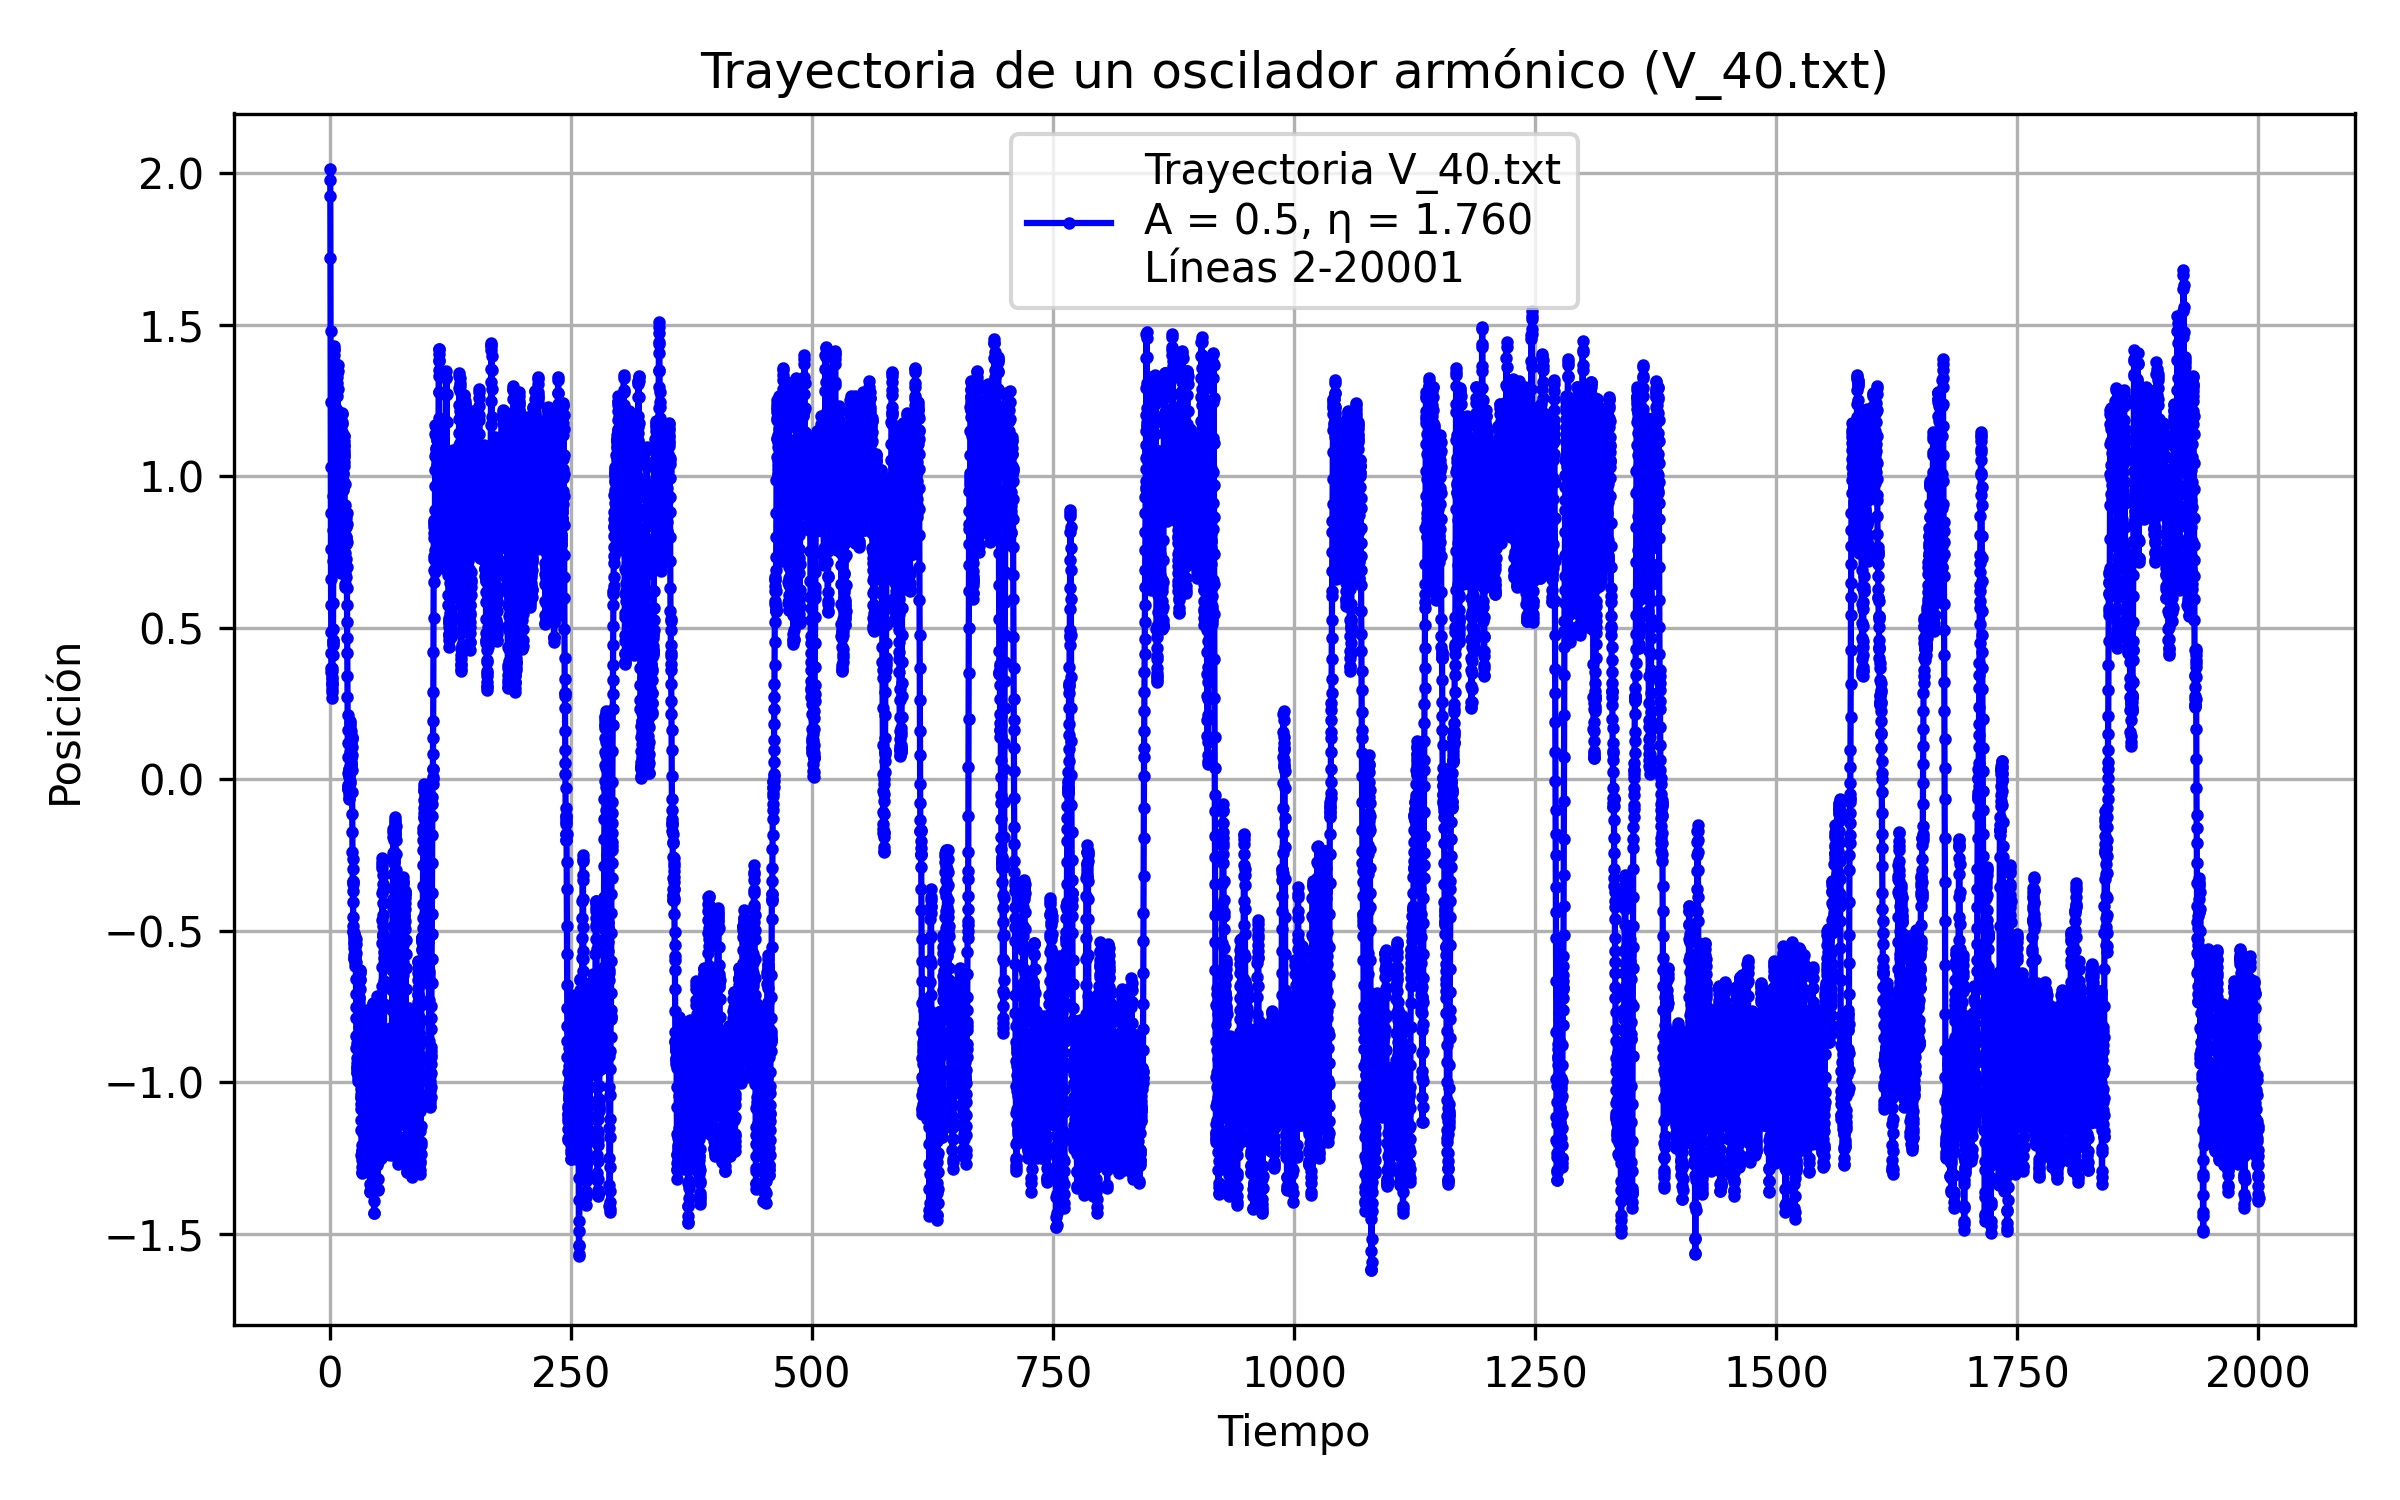 Trayectoria de un oscilador armónico (V_40.txt)
Trayectoria V_40.txt
A = 0.5, η = 1.760
Líneas 2-20001
2.0
1.5
1.0
0.5
0.0
−0.5
−1.0
−1.5
Posición
0 250 500 750 1000 1250 1500 1750 2000
Tiempo